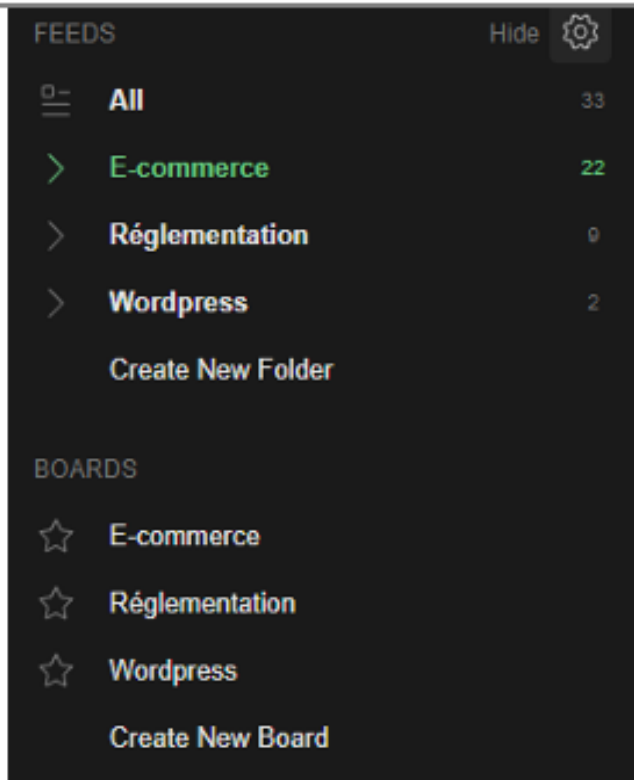 FEEDS Hide
All 33
E-commerce 22
Réglementation 9
Wordpress 2
Create New Folder
BOARDS
E-commerce
Réglementation
Wordpress
Create New Board